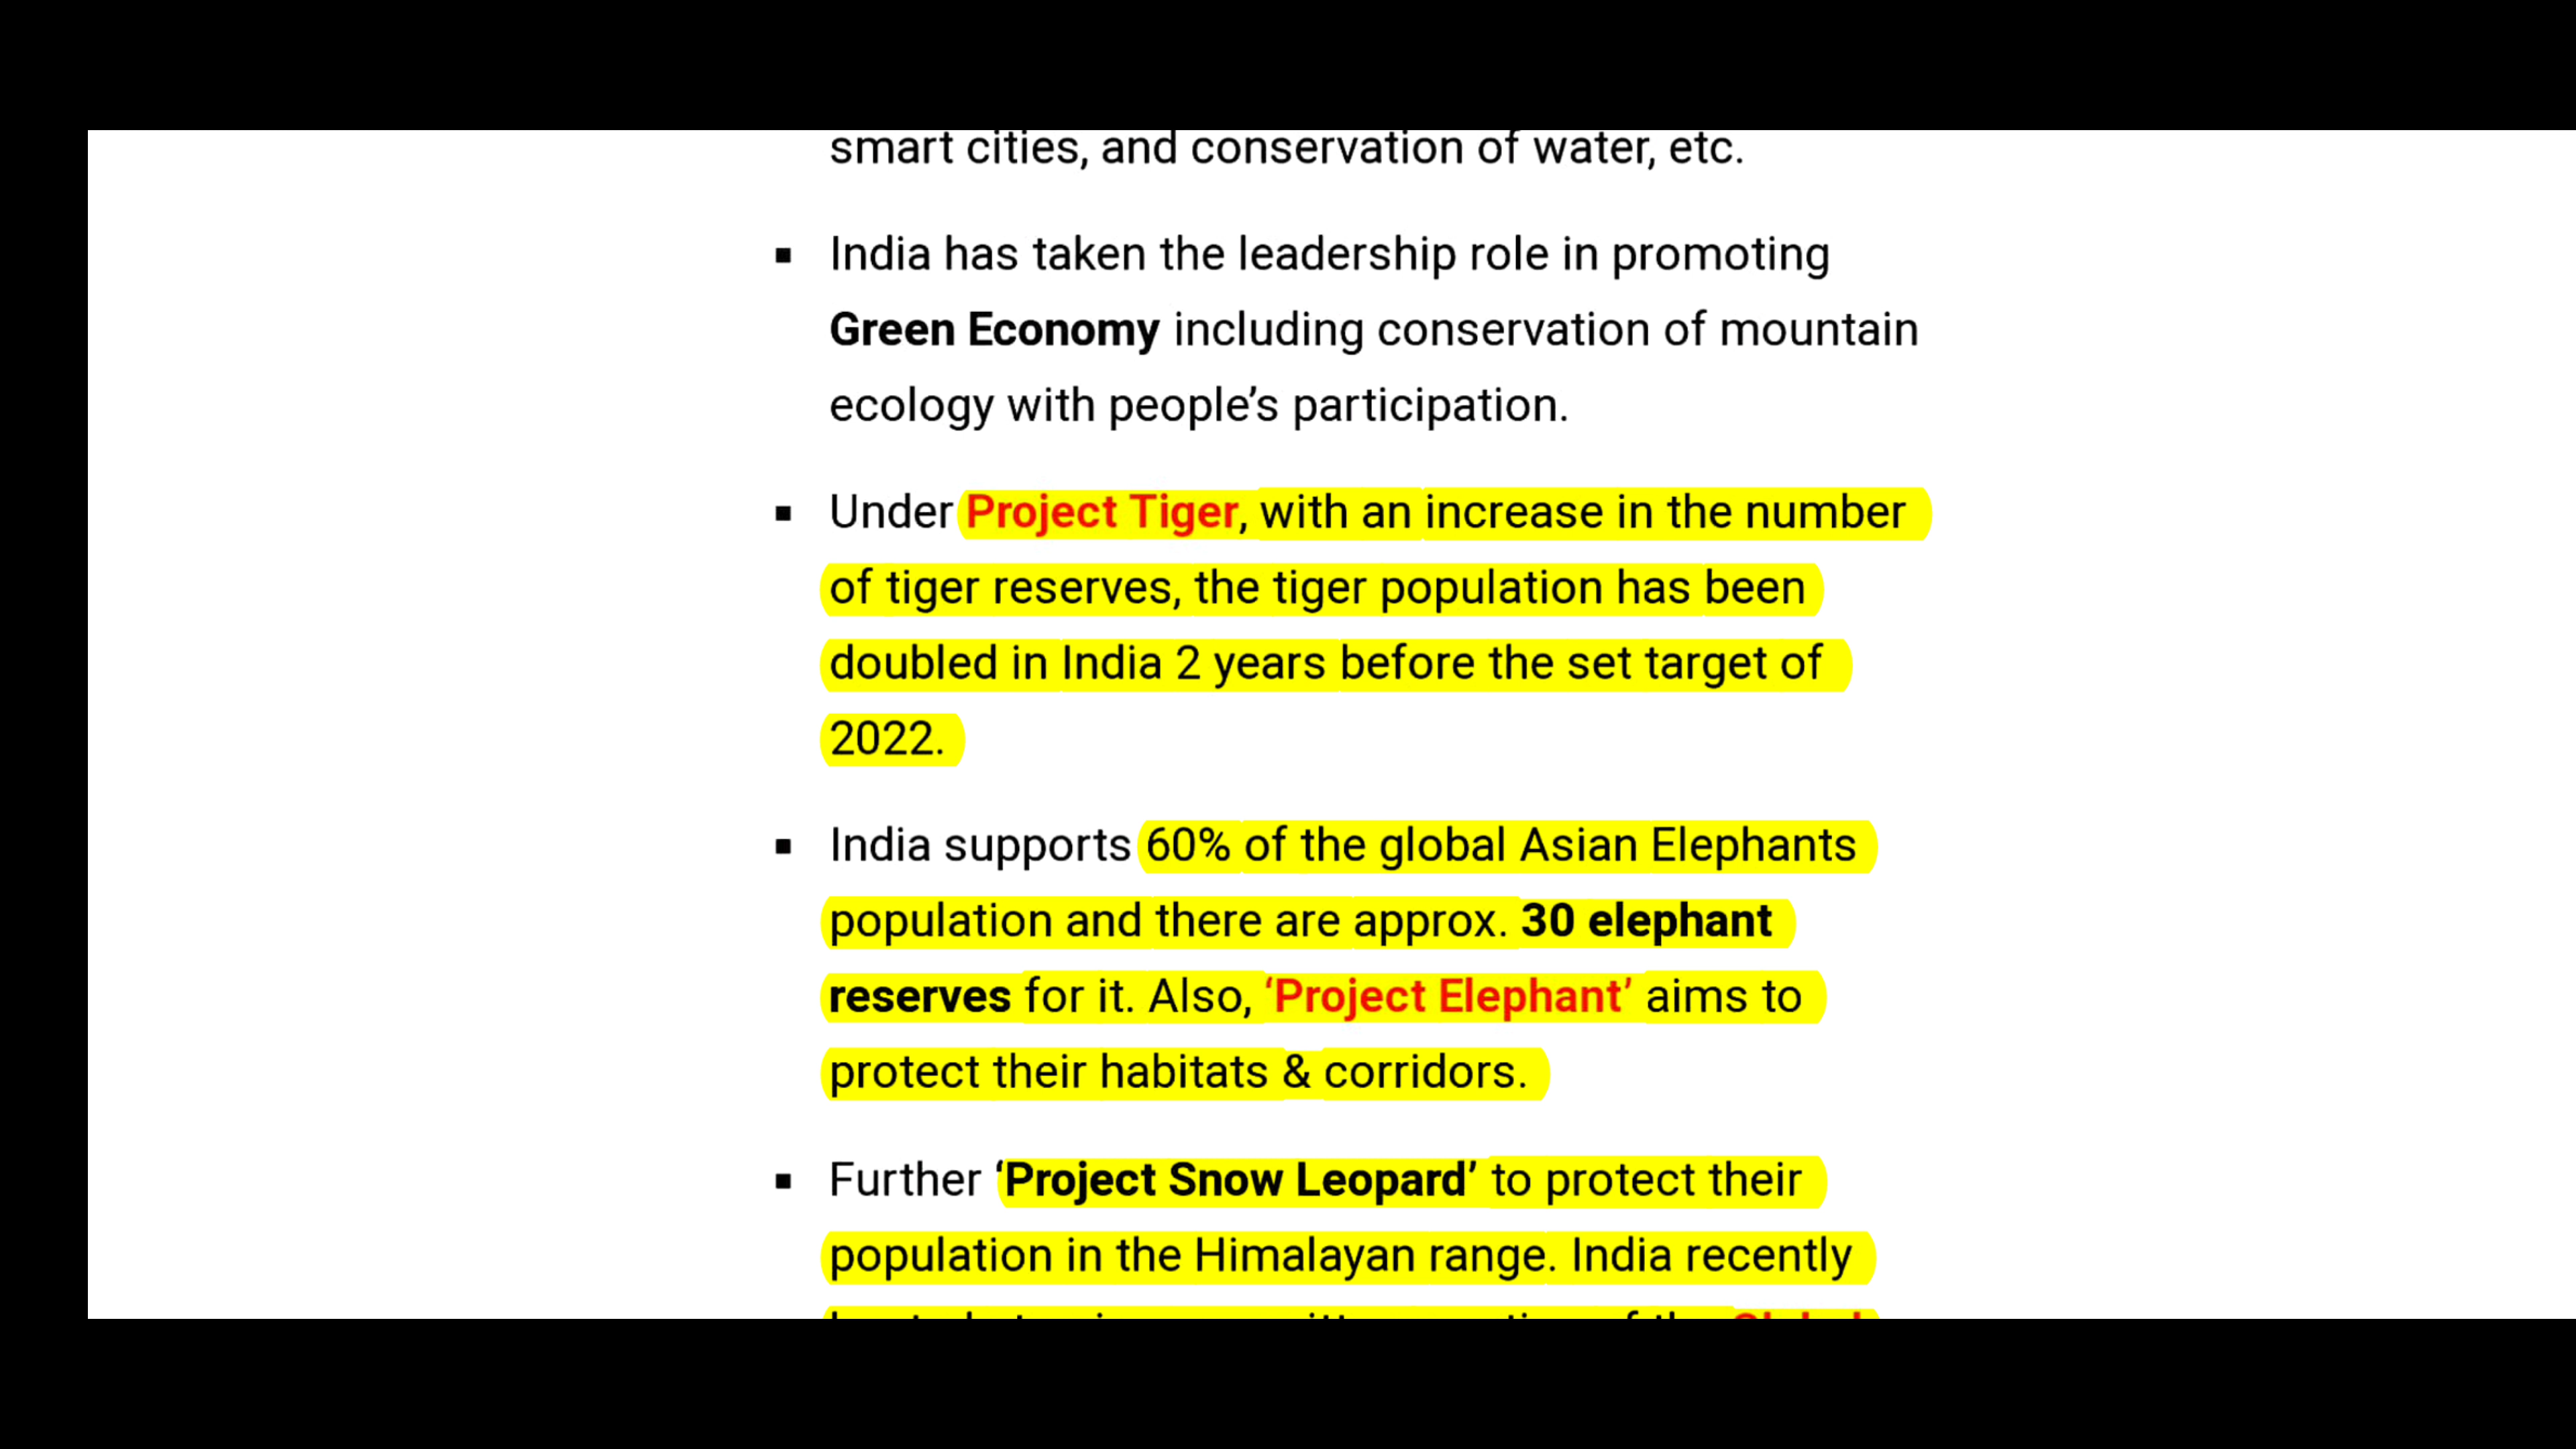 smart cities, and conservation of water, etc.
▪ India has taken the leadership role in promoting
Green Economy including conservation of mountain
ecology with people’s participation.
▪ Under Project Tiger, with an increase in the number
of tiger reserves, the tiger population has been
doubled in India 2 years before the set target of
2022.
▪ India supports 60% of the global Asian Elephants
population and there are approx. 30 elephant
reserves for it. Also, ‘Project Elephant’ aims to
protect their habitats & corridors.
▪ Further ‘Project Snow Leopard’ to protect their
population in the Himalayan range. India recently